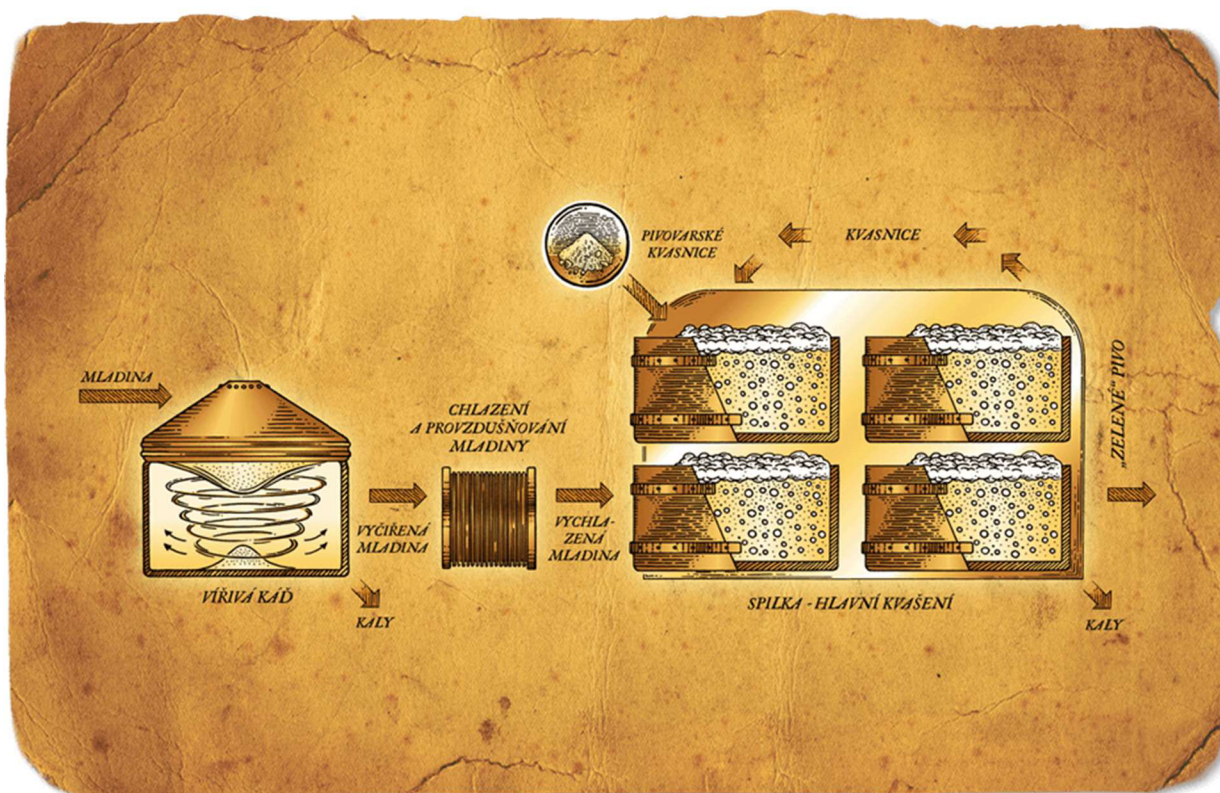 PIVOVARSKÉ
KVASNICE
KVASNICE
MLADINA
CHLAZENÍ
A PROVZDUŠŇOVÁNÍ
MLADINY
„ZELENÉ“ PIVO
VYČIŘENÁ
MLADINA
VYCHLA-
ZENÁ
MLADINA
VÍŘIVÁ KÁĎ
KALY
SPILKA - HLAVNÍ KVAŠENÍ
KALY